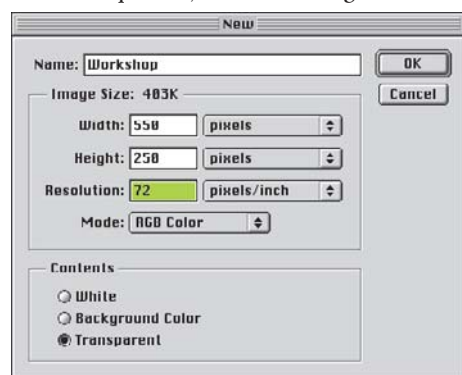 New
Name: Workshop
OK
Image Size: 403K
Cancel
Width: 550 pixels
Height: 250 pixels
Resolution: 72 pixels/inch
Mode: RGB Color
Contents
White
Background Color
Transparent